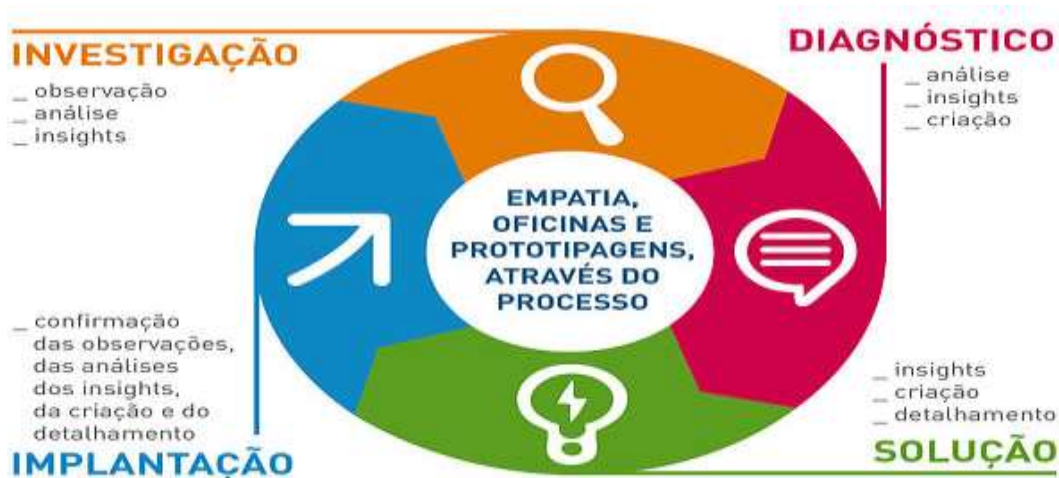 INVESTIGAÇÃO
_ observação
_ análise
_ insights
DIAGNÓSTICO
_ análise
_ insights
_ criação
EMPATIA,
OFICINAS E
PROTOTIPAGENS,
ATRAVÉS DO
PROCESSO
_ confirmação
das observações,
das análises
dos insights,
da criação e do
detalhamento
IMPLANTAÇÃO
_ insights
_ criação
_ detalhamento
SOLUÇÃO